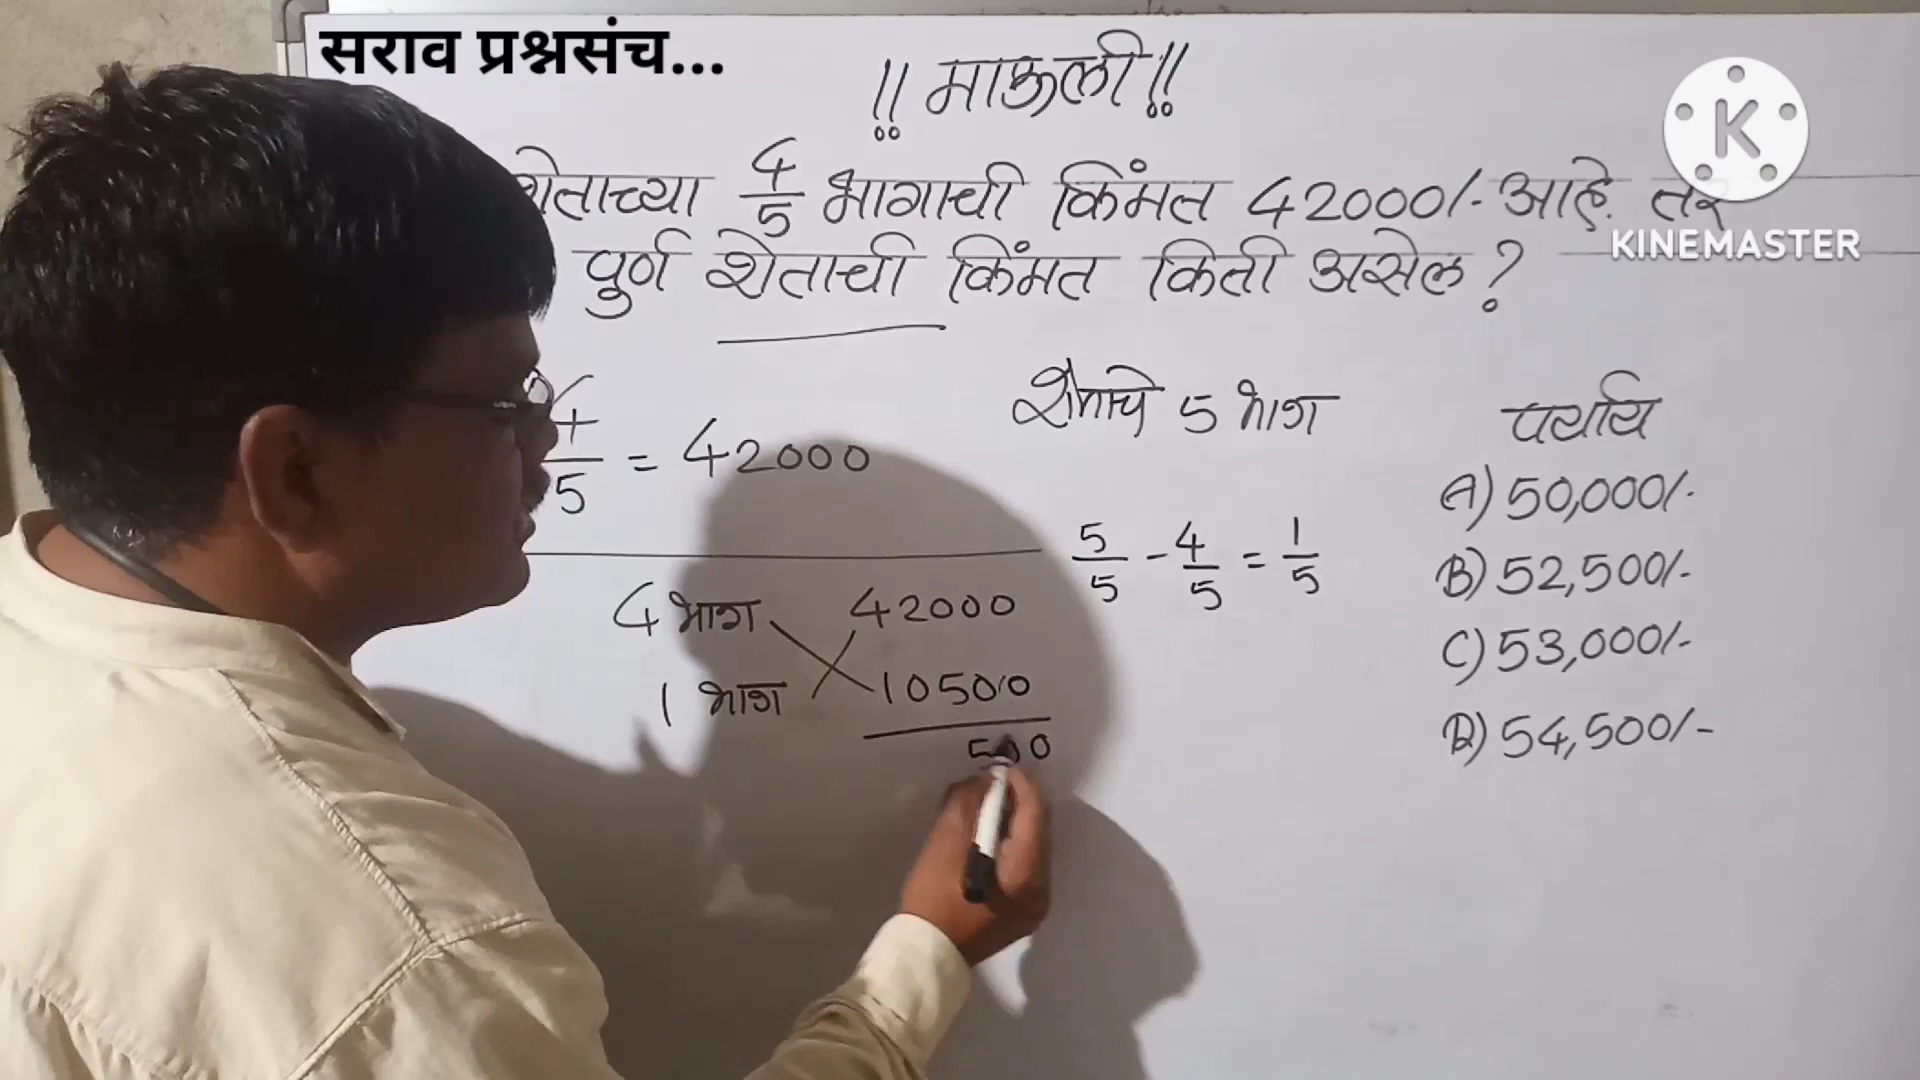 सराव प्रश्नसंच...
!! माऊली !!
K
KINEMASTER
शेताच्या 4/5 भागाची किंमत 42000/- आहे. तर
पुर्ण शेताची किंमत किती असेल ?
4/5 = 42000
शेताचे 5 भाग
5/5 - 4/5 = 1/5
4 भाग 42000
1 भाग 10500
500
पर्याय
A) 50,000/-
B) 52,500/-
C) 53,000/-
D) 54,500/-